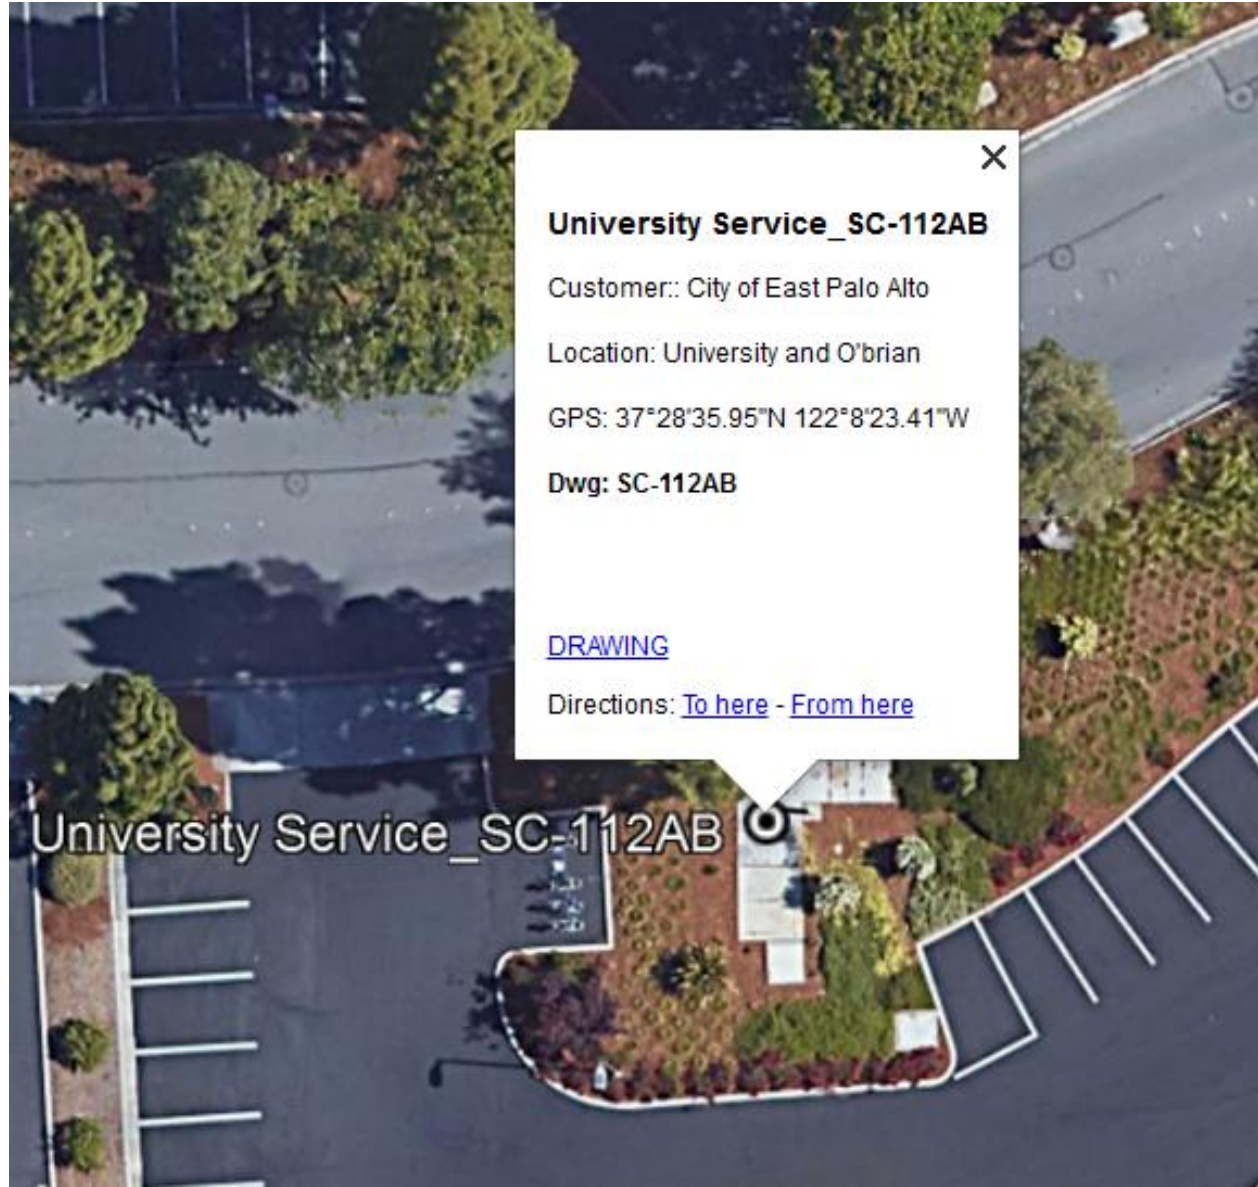 University Service_SC-112AB
Customer:: City of East Palo Alto
Location: University and O'brian
GPS: 37°28'35.95"N 122°8'23.41"W
Dwg: SC-112AB
DRAWING
Directions: To here - From here
University Service_SC-112AB